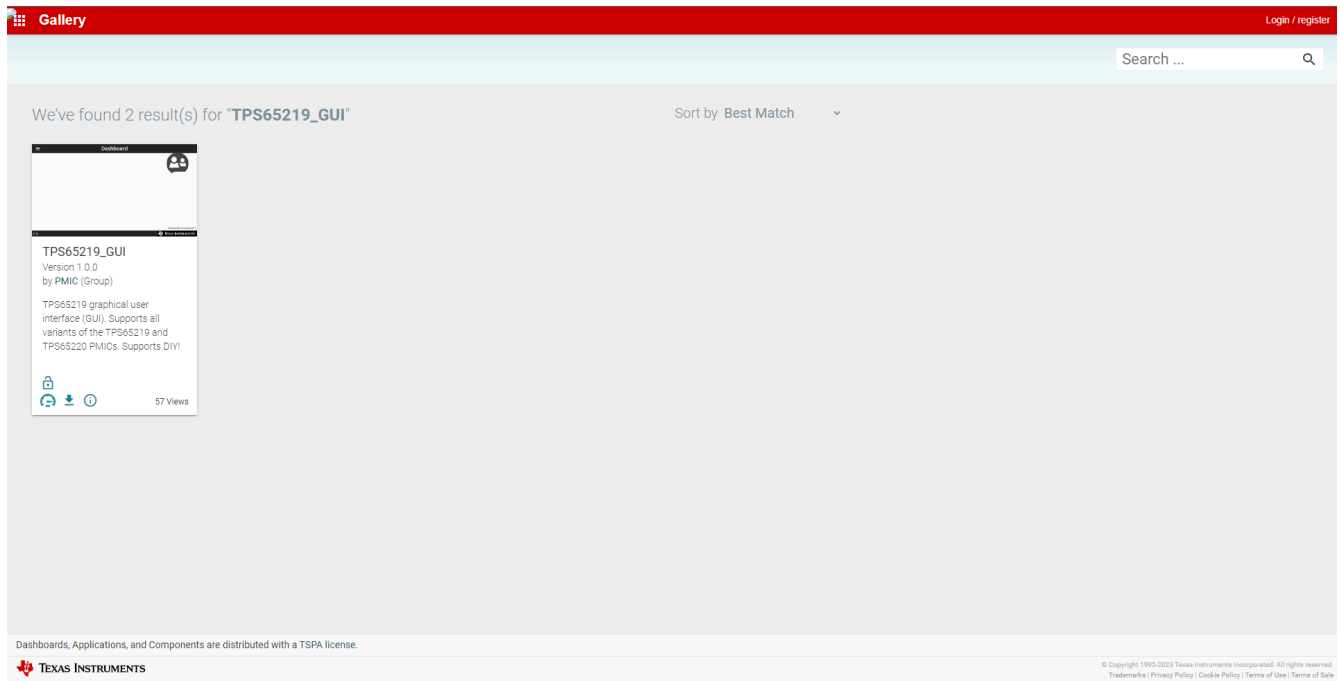 Gallery
Login / register
Search ...
We've found 2 result(s) for "TPS65219_GUI"
Sort by Best Match
Dashboard
TEXAS INSTRUMENTS
TPS65219_GUI
Version 1.0.0
by PMIC (Group)
TPS65219 graphical user
interface (GUI). Supports all
variants of the TPS65219 and
TPS65220 PMICs. Supports DIY!
57 Views
Dashboards, Applications, and Components are distributed with a TSPA license.
TEXAS INSTRUMENTS
© Copyright 1995-2023 Texas Instruments Incorporated. All rights reserved.
Trademarks | Privacy Policy | Cookie Policy | Terms of Use | Terms of Sale